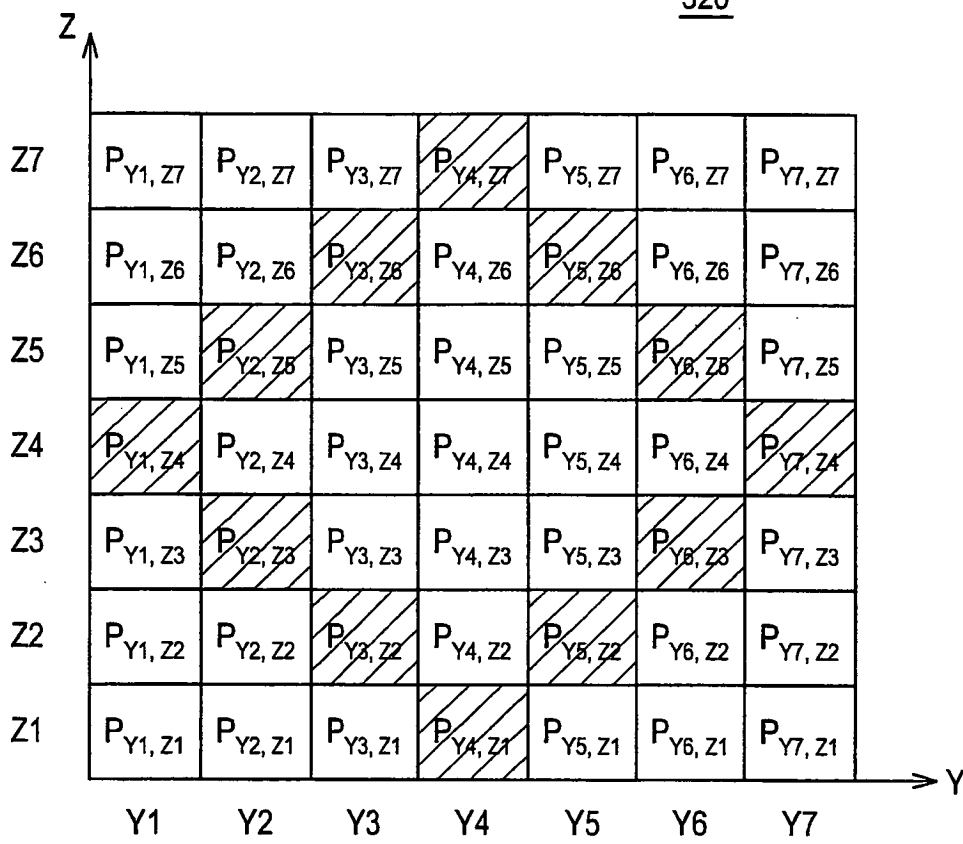 Z
Z7 P Y1, Z7 P Y2, Z7 P Y3, Z7 P Y4, Z7 P Y5, Z7 P Y6, Z7 P Y7, Z7
Z6 P Y1, Z6 P Y2, Z6 P Y3, Z6 P Y4, Z6 P Y5, Z6 P Y6, Z6 P Y7, Z6
Z5 P Y1, Z5 P Y2, Z5 P Y3, Z5 P Y4, Z5 P Y5, Z5 P Y6, Z5 P Y7, Z5
Z4 P Y1, Z4 P Y2, Z4 P Y3, Z4 P Y4, Z4 P Y5, Z4 P Y6, Z4 P Y7, Z4
Z3 P Y1, Z3 P Y2, Z3 P Y3, Z3 P Y4, Z3 P Y5, Z3 P Y6, Z3 P Y7, Z3
Z2 P Y1, Z2 P Y2, Z2 P Y3, Z2 P Y4, Z2 P Y5, Z2 P Y6, Z2 P Y7, Z2
Z1 P Y1, Z1 P Y2, Z1 P Y3, Z1 P Y4, Z1 P Y5, Z1 P Y6, Z1 P Y7, Z1
Y
Y1 Y2 Y3 Y4 Y5 Y6 Y7